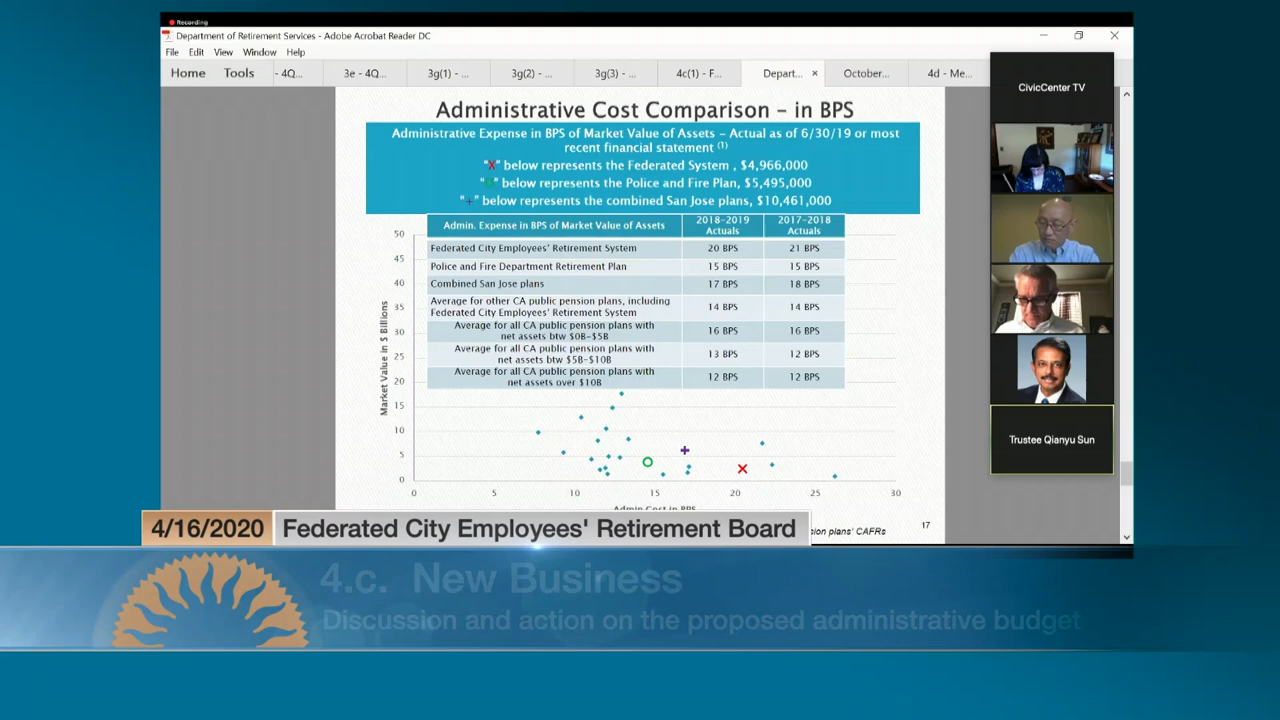 Recording
Department of Retirement Services - Adobe Acrobat Reader DC
File Edit View Window Help
Home Tools - 4Q... 3e - 4Q... 3g(1) - ... 3g(2) - ... 3g(3) - ... 4c(1) - F... Depart... × October... 4d - Me...
CivicCenter TV
Administrative Cost Comparison – in BPS
Administrative Expense in BPS of Market Value of Assets – Actual as of 6/30/19 or most
recent financial statement (1)
"X" below represents the Federated System , $4,966,000
"O" below represents the Police and Fire Plan, $5,495,000
"+" below represents the combined San Jose plans, $10,461,000
Admin. Expense in BPS of Market Value of Assets 2018-2019 Actuals 2017-2018 Actuals
Federated City Employees' Retirement System 20 BPS 21 BPS
Police and Fire Department Retirement Plan 15 BPS 15 BPS
Combined San Jose plans 17 BPS 18 BPS
Average for other CA public pension plans, including
Federated City Employees' Retirement System 14 BPS 14 BPS
Average for all CA public pension plans with
net assets btw $0B-$5B 16 BPS 16 BPS
Average for all CA public pension plans with
net assets btw $5B-$10B 13 BPS 12 BPS
Average for all CA public pension plans with
net assets over $10B 12 BPS 12 BPS
Market Value in $ Billions
50
45
40
35
30
25
20
15
10
5
0
0 5 10 15 20 25 30
Admin Cost in BPS
Trustee Qianyu Sun
17
ion plans' CAFRs
4/16/2020 Federated City Employees' Retirement Board
4.c. New Business
Discussion and action on the proposed administrative budget